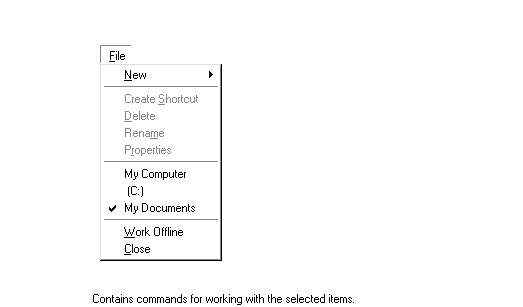 File
New
Create Shortcut
Delete
Rename
Properties
My Computer
(C:)
My Documents
Work Offline
Close
Contains commands for working with the selected items.